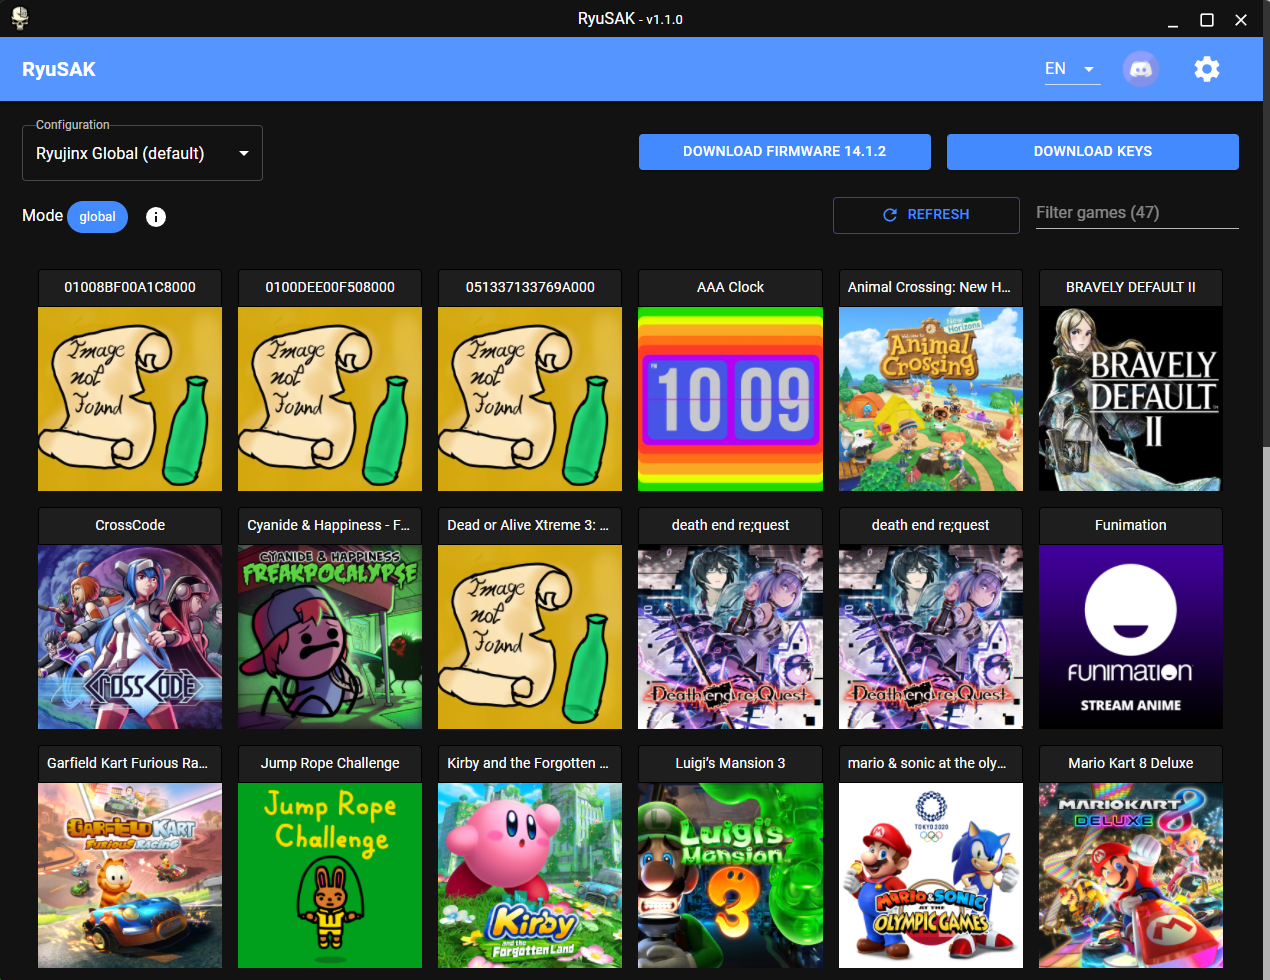 RyuSAK - v1.1.0
RyuSAK
EN
Configuration
Ryujinx Global (default)
DOWNLOAD FIRMWARE 14.1.2
DOWNLOAD KEYS
Mode global i
REFRESH
Filter games (47)
01008BF00A1C8000
0100DEE00F508000
051337133769A000
AAA Clock
Animal Crossing: New H...
BRAVELY DEFAULT II
Image
not
Found
Image
not
Found
Image
not
Found
10 09
New
Horizons
Animal
Crossing
BRAVELY
DEFAULT
II
CrossCode
Cyanide & Happiness - F...
Dead or Alive Xtreme 3: ...
death end re;quest
death end re;quest
Funimation
CROSSCODE
CYANIDE & HAPPINESS
FREAKPOCALYPSE
Image
not
Found
Death end re;Quest
Death end re;Quest
FUNIMATION
STREAM ANIME
Garfield Kart Furious Ra...
Jump Rope Challenge
Kirby and the Forgotten ...
Luigi's Mansion 3
mario & sonic at the oly...
Mario Kart 8 Deluxe
GARFIELD KART
FURIOUS RACING
Jump Rope
Challenge
Kirby
and the
Forgotten Land
Luigi's
Mansion
3
TOKYO 2020
MARIO & SONIC
AT THE
OLYMPIC GAMES
MARIOKART 8
DELUXE
M